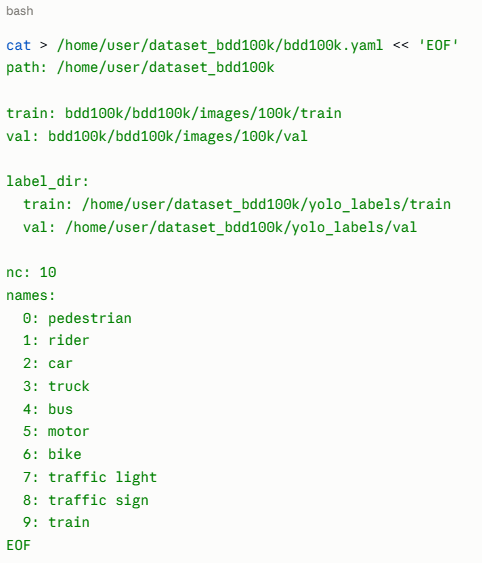 bash
cat > /home/user/dataset_bdd100k/bdd100k.yaml << 'EOF'
path: /home/user/dataset_bdd100k
train: bdd100k/bdd100k/images/100k/train
val: bdd100k/bdd100k/images/100k/val
label_dir:
  train: /home/user/dataset_bdd100k/yolo_labels/train
  val: /home/user/dataset_bdd100k/yolo_labels/val
nc: 10
names:
  0: pedestrian
  1: rider
  2: car
  3: truck
  4: bus
  5: motor
  6: bike
  7: traffic light
  8: traffic sign
  9: train
EOF